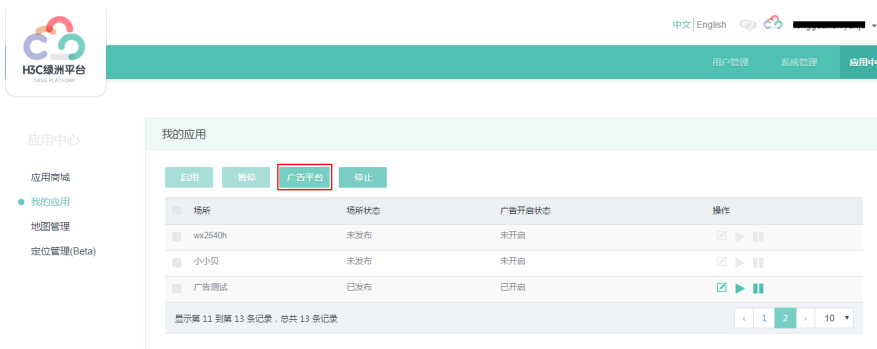 中文 | English
H3C绿洲平台
OASIS PLATFORM
用户管理 系统管理 应用中
应用中心
应用商城
我的应用
地图管理
定位管理(Beta)
我的应用
启用 暂停 广告平台 停止
场所 场所状态 广告开启状态 操作
wx2540h 未发布 未开启
小小贝 未发布 未开启
广告测试 已发布 已开启
显示第 11 到第 13 条记录，总共 13 条记录
‹ 1 2 › 10